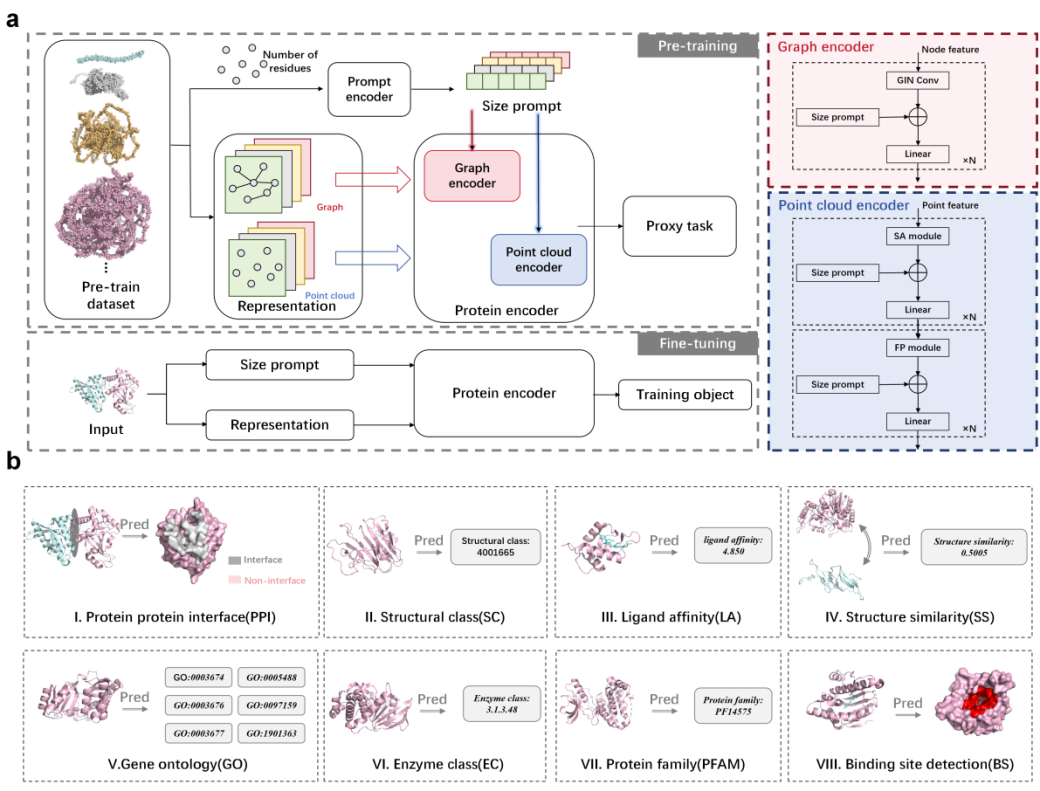 a
Pre-training
Number of
residues
Prompt
encoder
Size prompt
Graph
encoder
Graph
Point cloud
encoder
Point cloud
Representation
Protein encoder
Proxy task
Pre-train
dataset
Fine-tuning
Input
Size prompt
Representation
Protein encoder
Training object
Graph encoder
Node feature
GIN Conv
Size prompt
Linear
×N
Point cloud encoder
Point feature
SA module
Size prompt
Linear
×N
FP module
Size prompt
Linear
×N
b
Pred
Interface
Non-interface
I. Protein protein interface(PPI)
Pred
Structural class:
4001665
II. Structural class(SC)
Pred
ligand affinity:
4.850
III. Ligand affinity(LA)
Pred
Structure similarity:
0.5005
IV. Structure similarity(SS)
Pred
GO:0003674 GO:0005488
GO:0003676 GO:0097159
GO:0003677 GO:1901363
V.Gene ontology(GO)
Pred
Enzyme class:
3.1.3.48
VI. Enzyme class(EC)
Pred
Protein family:
PF14575
VII. Protein family(PFAM)
Pred
VIII. Binding site detection(BS)